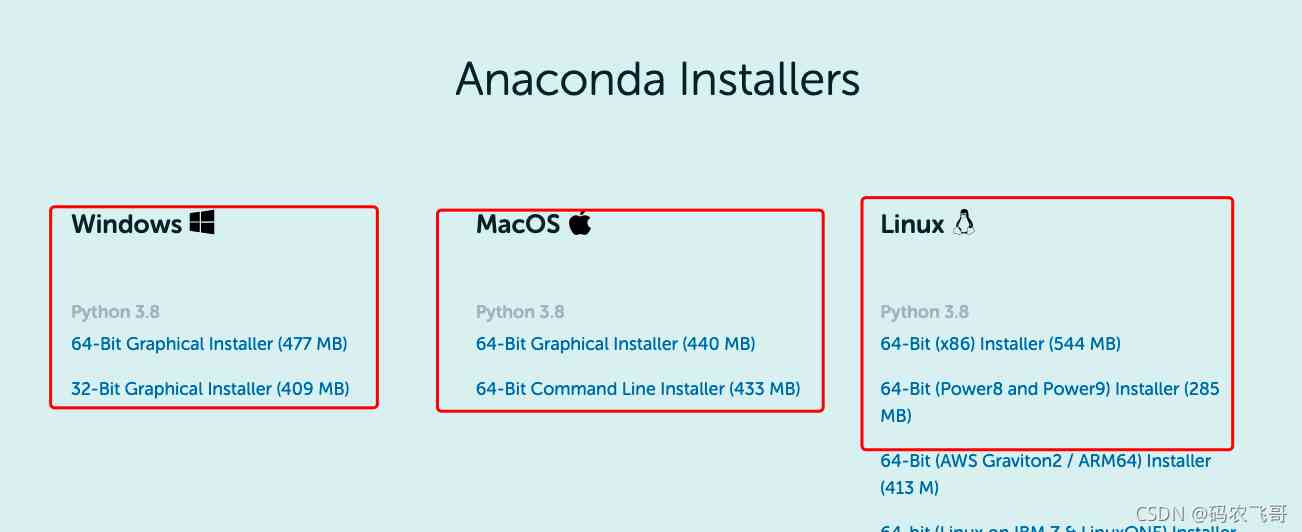 Anaconda Installers
Windows
Python 3.8
64-Bit Graphical Installer (477 MB)
32-Bit Graphical Installer (409 MB)
MacOS
Python 3.8
64-Bit Graphical Installer (440 MB)
64-Bit Command Line Installer (433 MB)
Linux
Python 3.8
64-Bit (x86) Installer (544 MB)
64-Bit (Power8 and Power9) Installer (285
MB)
64-Bit (AWS Graviton2 / ARM64) Installer
(413 M)
64-bit (Linux on IBM Z & LinuxONE) Installer
CSDN @码农飞哥